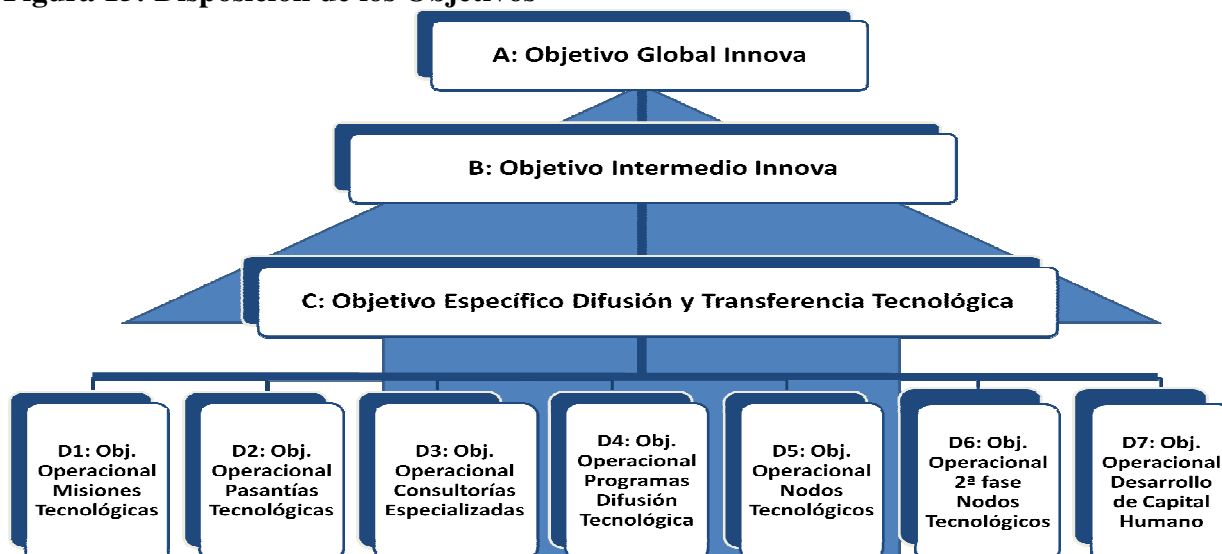 Figura 15: Disposición de los Objetivos
A: Objetivo Global Innova
B: Objetivo Intermedio Innova
C: Objetivo Específico Difusión y Transferencia Tecnológica
D1: Obj.
Operacional
Misiones
Tecnológicas
D2: Obj.
Operacional
Pasantías
Tecnológicas
D3: Obj.
Operacional
Consultorías
Especializadas
D4: Obj.
Operacional
Programas
Difusión
Tecnológica
D5: Obj.
Operacional
Nodos
Tecnológicos
D6: Obj.
Operacional
2ª fase
Nodos
Tecnológicos
D7: Obj.
Operacional
Desarrollo
de Capital
Humano